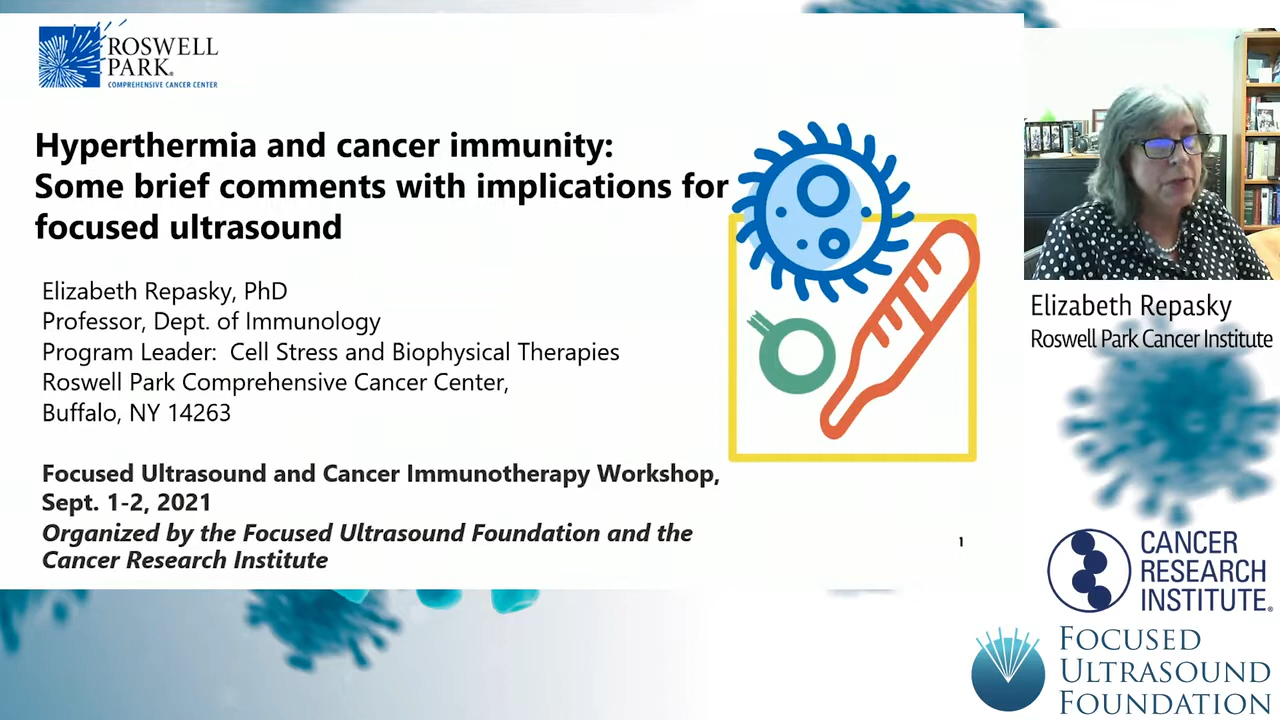 ROSWELL
PARK®
COMPREHENSIVE CANCER CENTER
Hyperthermia and cancer immunity:
Some brief comments with implications for
focused ultrasound
Elizabeth Repasky, PhD
Professor, Dept. of Immunology
Program Leader:  Cell Stress and Biophysical Therapies
Roswell Park Comprehensive Cancer Center,
Buffalo, NY 14263
Focused Ultrasound and Cancer Immunotherapy Workshop,
Sept. 1-2, 2021
Organized by the Focused Ultrasound Foundation and the
Cancer Research Institute
1
Elizabeth Repasky
Roswell Park Cancer Institute
CANCER
RESEARCH
INSTITUTE®
FOCUSED
ULTRASOUND
FOUNDATION